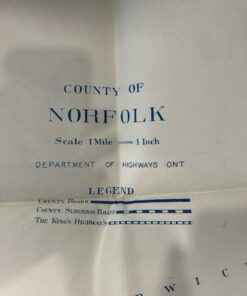 COUNTY OF
NORFOLK
Scale 1 Mile = 1 Inch
DEPARTMENT OF HIGHWAYS ONT.
LEGEND
COUNTY ROADS
COUNTY SUBURBAN ROADS
THE KING'S HIGHWAYS
W I C